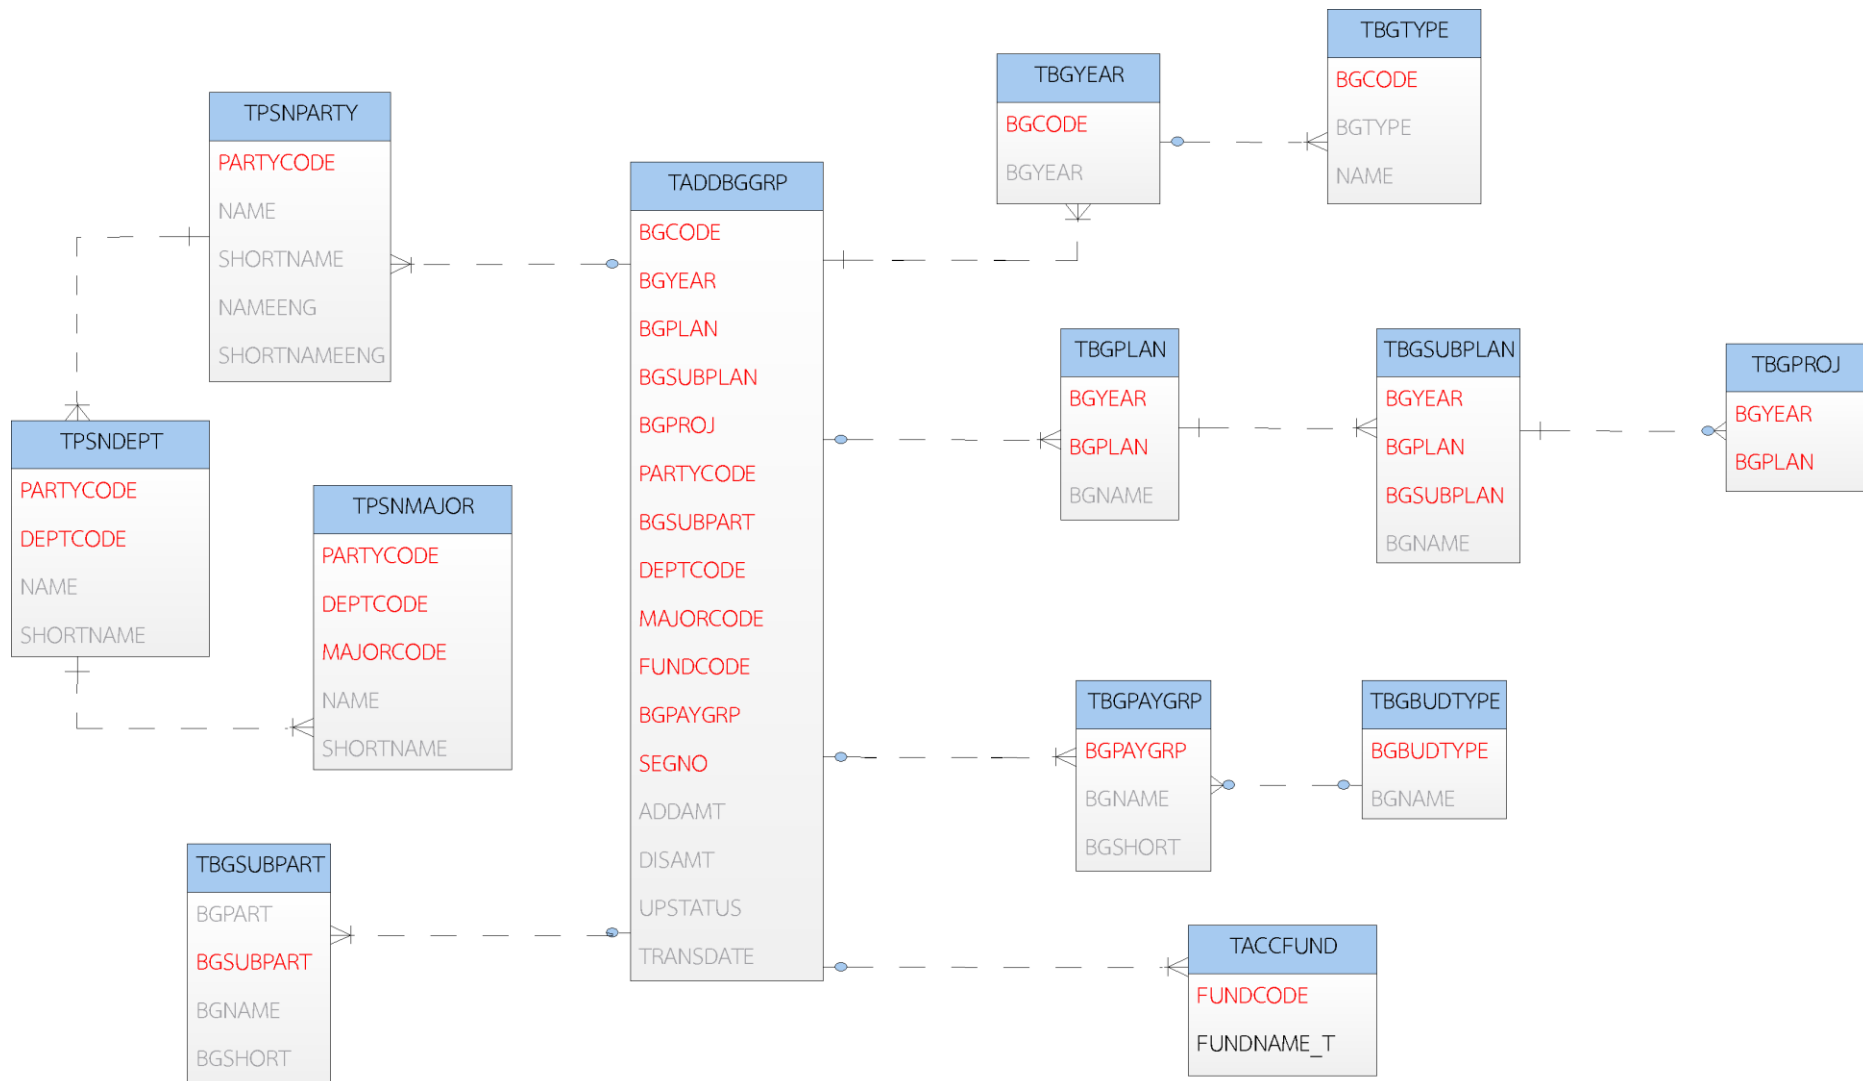 TPSNPARTY
PARTYCODE
NAME
SHORTNAME
NAMEENG
SHORTNAMEENG
TPSNDEPT
PARTYCODE
DEPTCODE
NAME
SHORTNAME
TPSNMAJOR
PARTYCODE
DEPTCODE
MAJORCODE
NAME
SHORTNAME
TBGSUBPART
BGPART
BGSUBPART
BGNAME
BGSHORT
TADDBGGRP
BGCODE
BGYEAR
BGPLAN
BGSUBPLAN
BGPROJ
PARTYCODE
BGSUBPART
DEPTCODE
MAJORCODE
FUNDCODE
BGPAYGRP
SEGNO
ADDAMT
DISAMT
UPSTATUS
TRANSDATE
TBGYEAR
BGCODE
BGYEAR
TBGTYPE
BGCODE
BGTYPE
NAME
TBGPLAN
BGYEAR
BGPLAN
BGNAME
TBGSUBPLAN
BGYEAR
BGPLAN
BGSUBPLAN
BGNAME
TBGPROJ
BGYEAR
BGPLAN
TBGPAYGRP
BGPAYGRP
BGNAME
BGSHORT
TBGBUDTYPE
BGBUDTYPE
BGNAME
TACCFUND
FUNDCODE
FUNDNAME_T